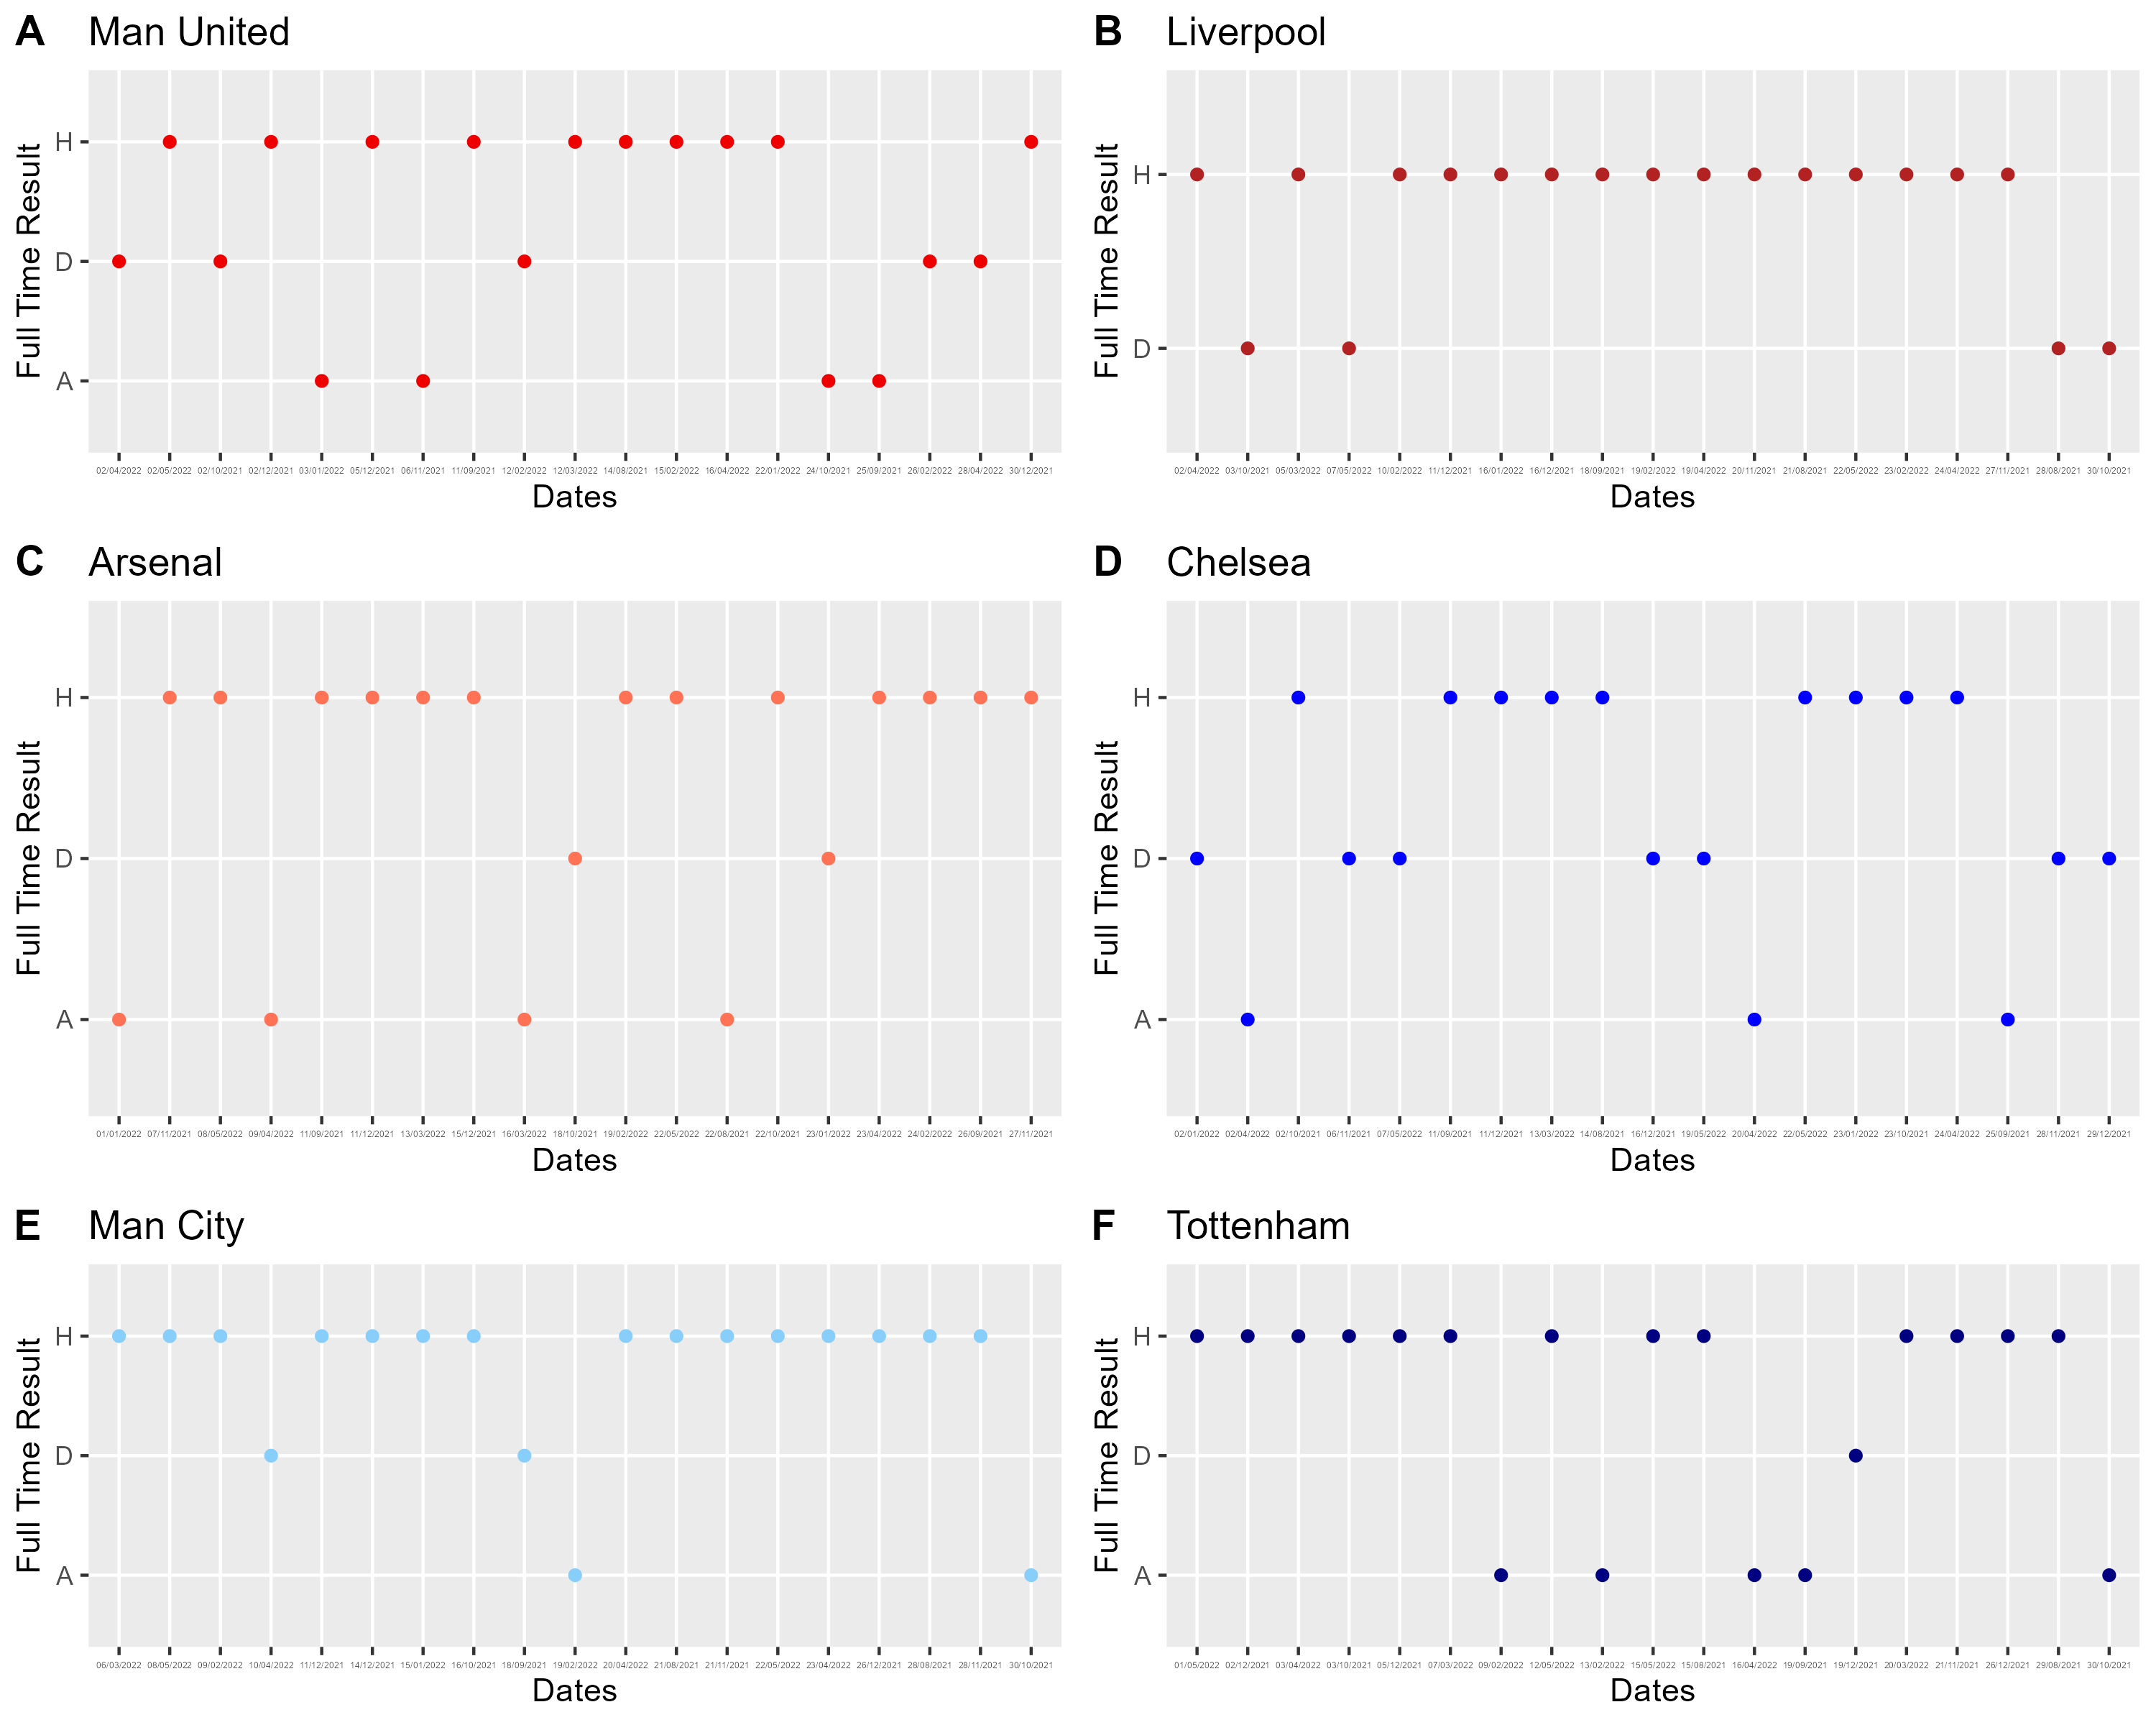 A Man United
Full Time Result
H
D
A
02/04/2022 02/05/2022 02/10/2021 02/12/2021 03/01/2022 05/12/2021 06/11/2021 11/09/2021 12/02/2022 12/03/2022 14/08/2021 15/02/2022 16/04/2022 22/01/2022 24/10/2021 25/09/2021 26/02/2022 28/04/2022 30/12/2021
Dates
B Liverpool
Full Time Result
H
D
02/04/2022 03/10/2021 05/03/2022 07/05/2022 10/02/2022 11/12/2021 16/01/2022 16/12/2021 18/09/2021 19/02/2022 19/04/2022 20/11/2021 21/08/2021 22/05/2022 23/02/2022 24/04/2022 27/11/2021 28/08/2021 30/10/2021
Dates
C Arsenal
Full Time Result
H
D
A
01/01/2022 07/11/2021 08/05/2022 09/04/2022 11/09/2021 11/12/2021 13/03/2022 15/12/2021 16/03/2022 18/10/2021 19/02/2022 22/05/2022 22/08/2021 22/10/2021 23/01/2022 23/04/2022 24/02/2022 26/09/2021 27/11/2021
Dates
D Chelsea
Full Time Result
H
D
A
02/01/2022 02/04/2022 02/10/2021 06/11/2021 07/05/2022 11/09/2021 11/12/2021 13/03/2022 14/08/2021 16/12/2021 19/05/2022 20/04/2022 22/05/2022 23/01/2022 23/10/2021 24/04/2022 25/09/2021 28/11/2021 29/12/2021
Dates
E Man City
Full Time Result
H
D
A
06/03/2022 08/05/2022 09/02/2022 10/04/2022 11/12/2021 14/12/2021 15/01/2022 16/10/2021 18/09/2021 19/02/2022 20/04/2022 21/08/2021 21/11/2021 22/05/2022 23/04/2022 26/12/2021 28/08/2021 28/11/2021 30/10/2021
Dates
F Tottenham
Full Time Result
H
D
A
01/05/2022 02/12/2021 03/04/2022 03/10/2021 05/12/2021 07/03/2022 09/02/2022 12/05/2022 13/02/2022 15/05/2022 15/08/2021 16/04/2022 19/09/2021 19/12/2021 20/03/2022 21/11/2021 26/12/2021 29/08/2021 30/10/2021
Dates